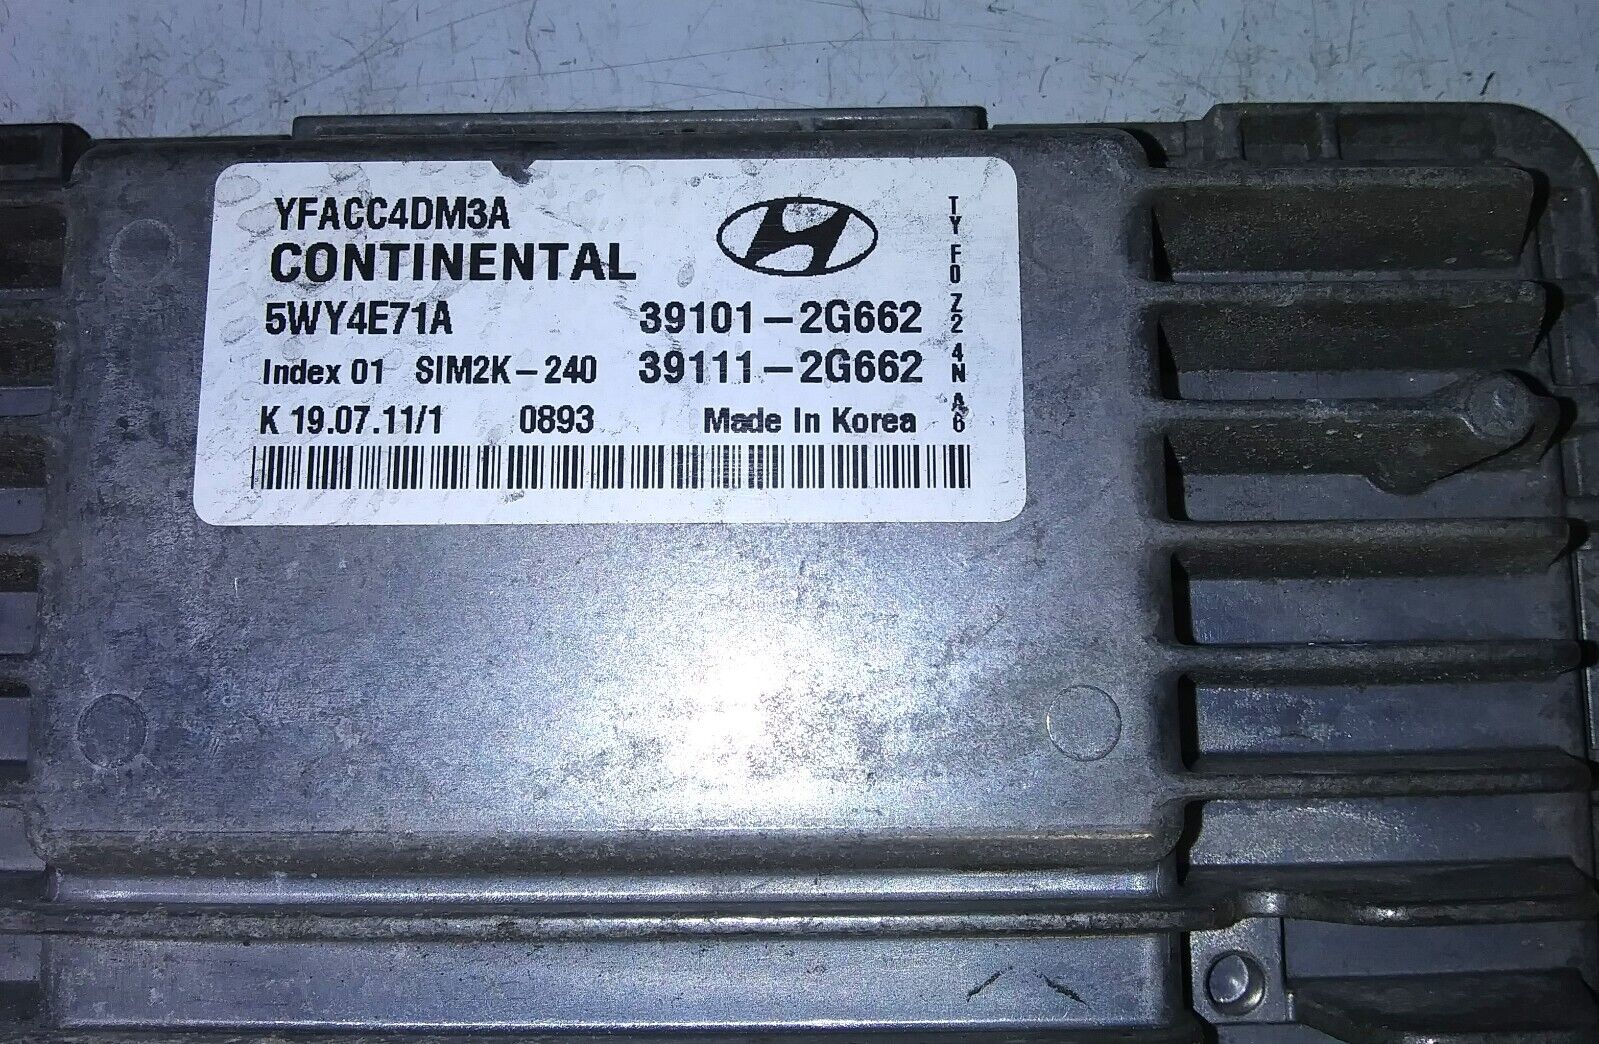 YFACC4DM3A
CONTINENTAL
5WY4E71A 39101-2G662
Index 01 SIM2K-240 39111-2G662
K 19.07.11/1 0893 Made In Korea
TY F0 Z2 4N A6